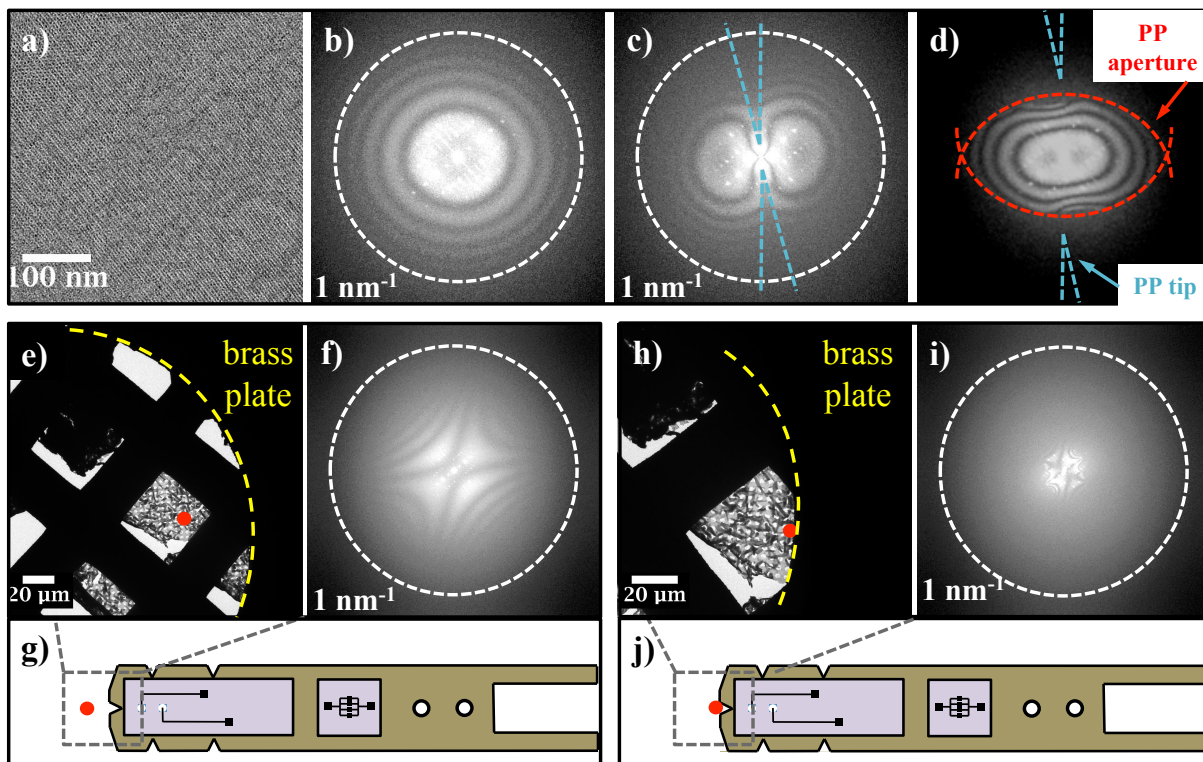 a)
100 nm
b)
1 nm⁻¹
c)
1 nm⁻¹
d)
PP
aperture
PP tip
e)
brass
plate
20 μm
f)
1 nm⁻¹
g)
h)
brass
plate
20 μm
i)
1 nm⁻¹
j)